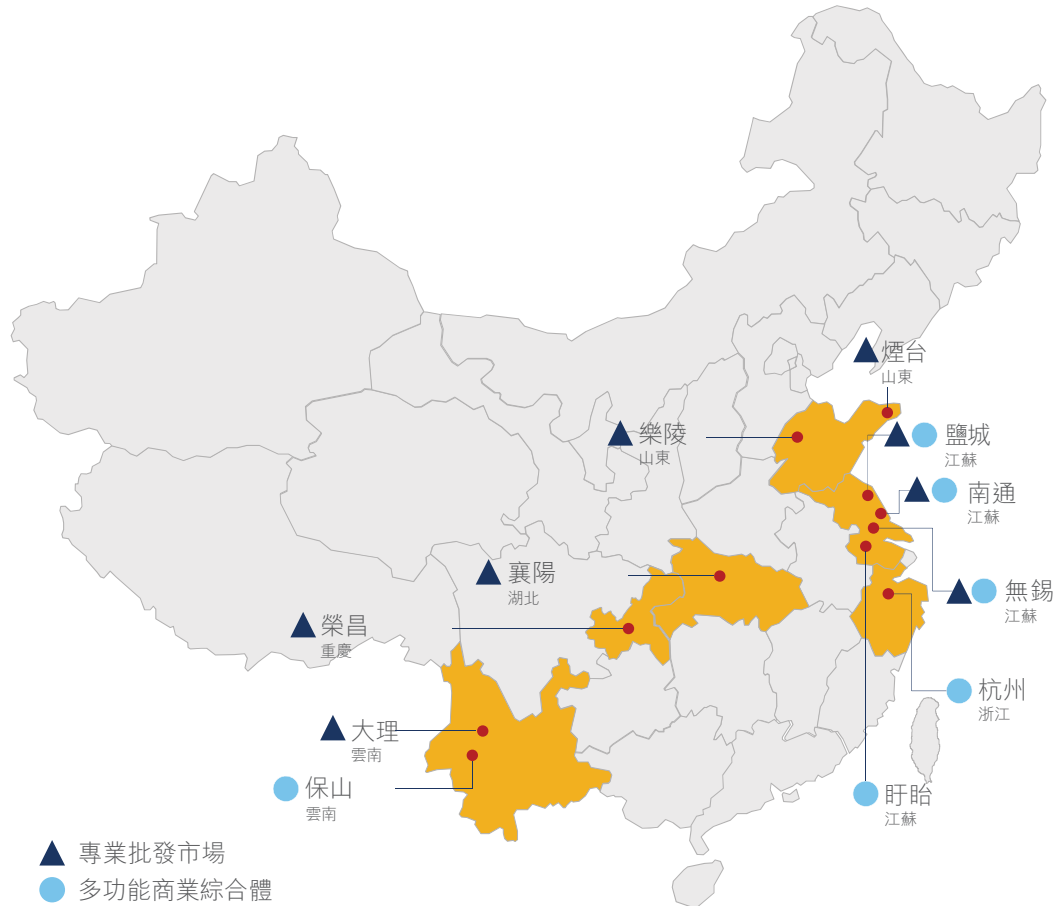 煙台
山東
樂陵
山東
鹽城
江蘇
南通
江蘇
襄陽
湖北
無錫
江蘇
榮昌
重慶
杭州
浙江
大理
雲南
保山
雲南
盱眙
江蘇
專業批發市場
多功能商業綜合體